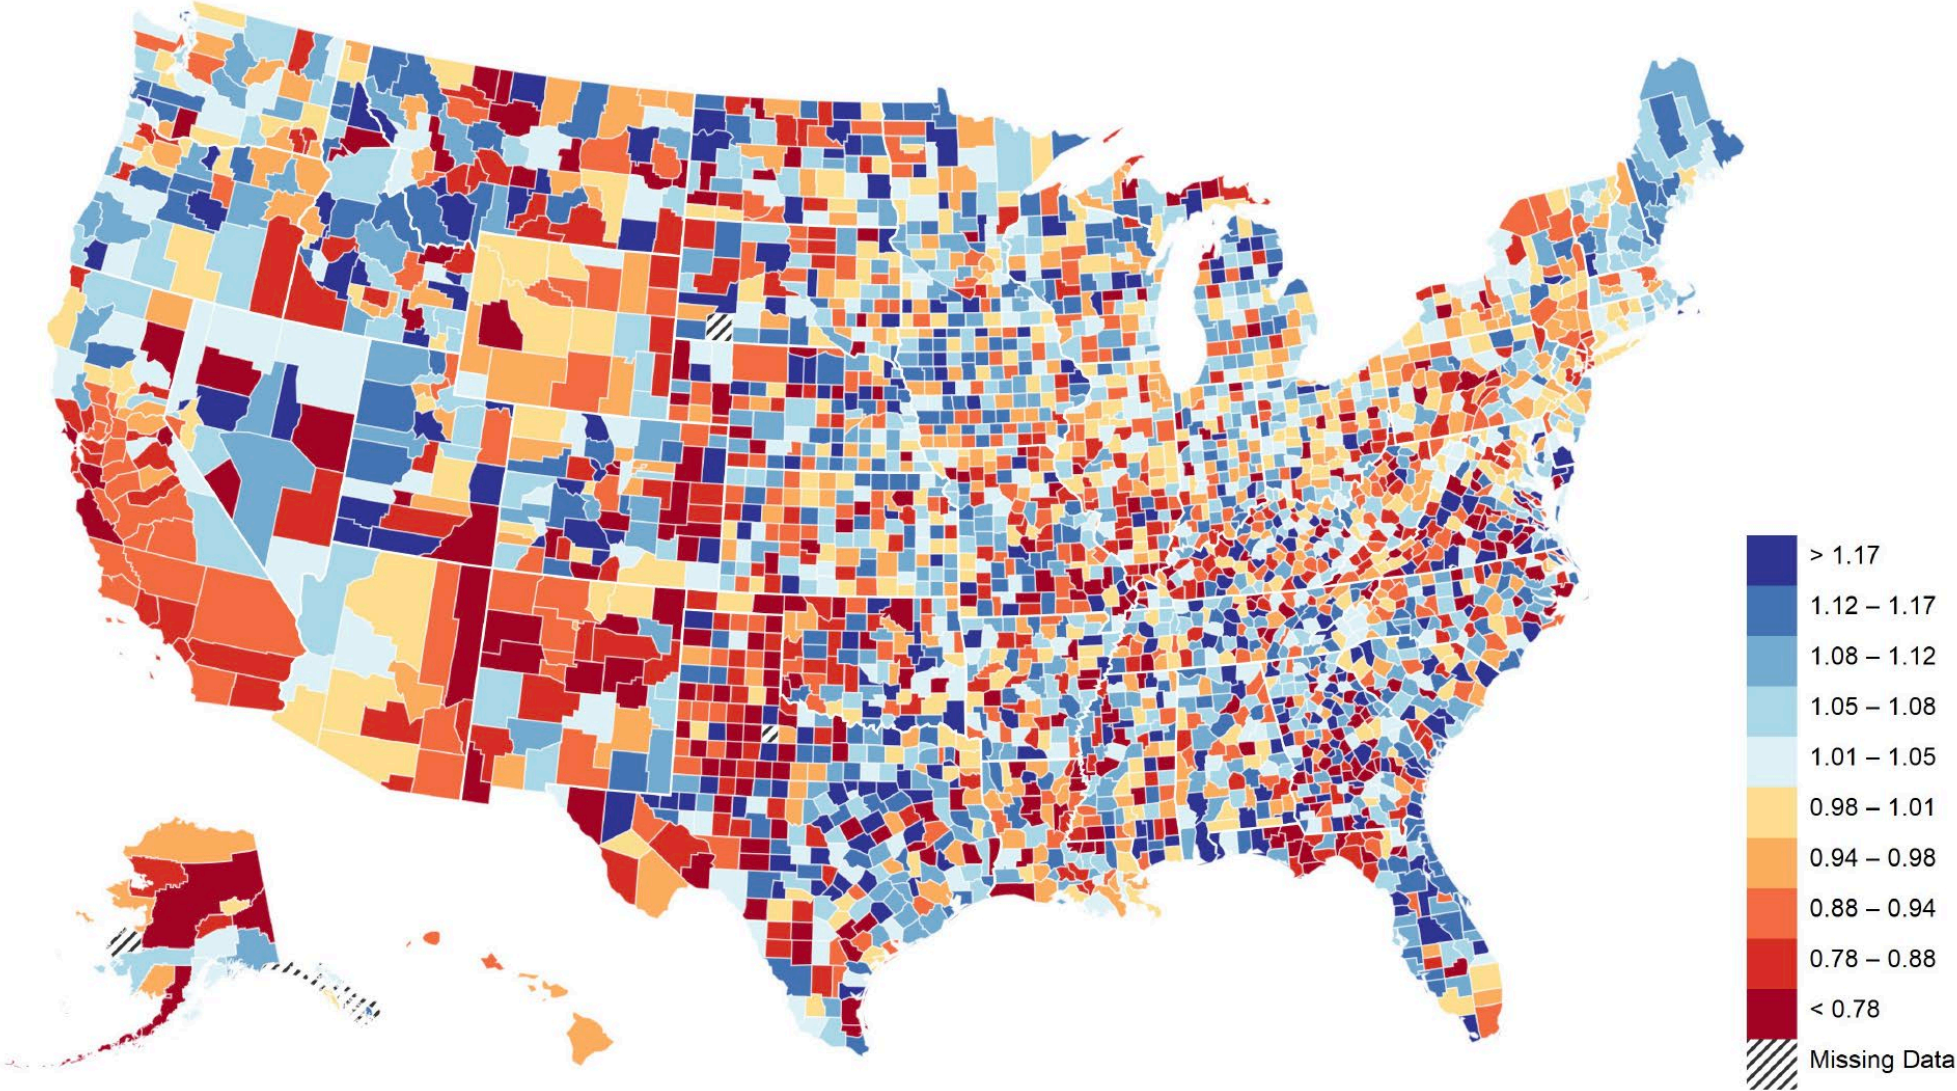 > 1.17
1.12 – 1.17
1.08 – 1.12
1.05 – 1.08
1.01 – 1.05
0.98 – 1.01
0.94 – 0.98
0.88 – 0.94
0.78 – 0.88
< 0.78
Missing Data